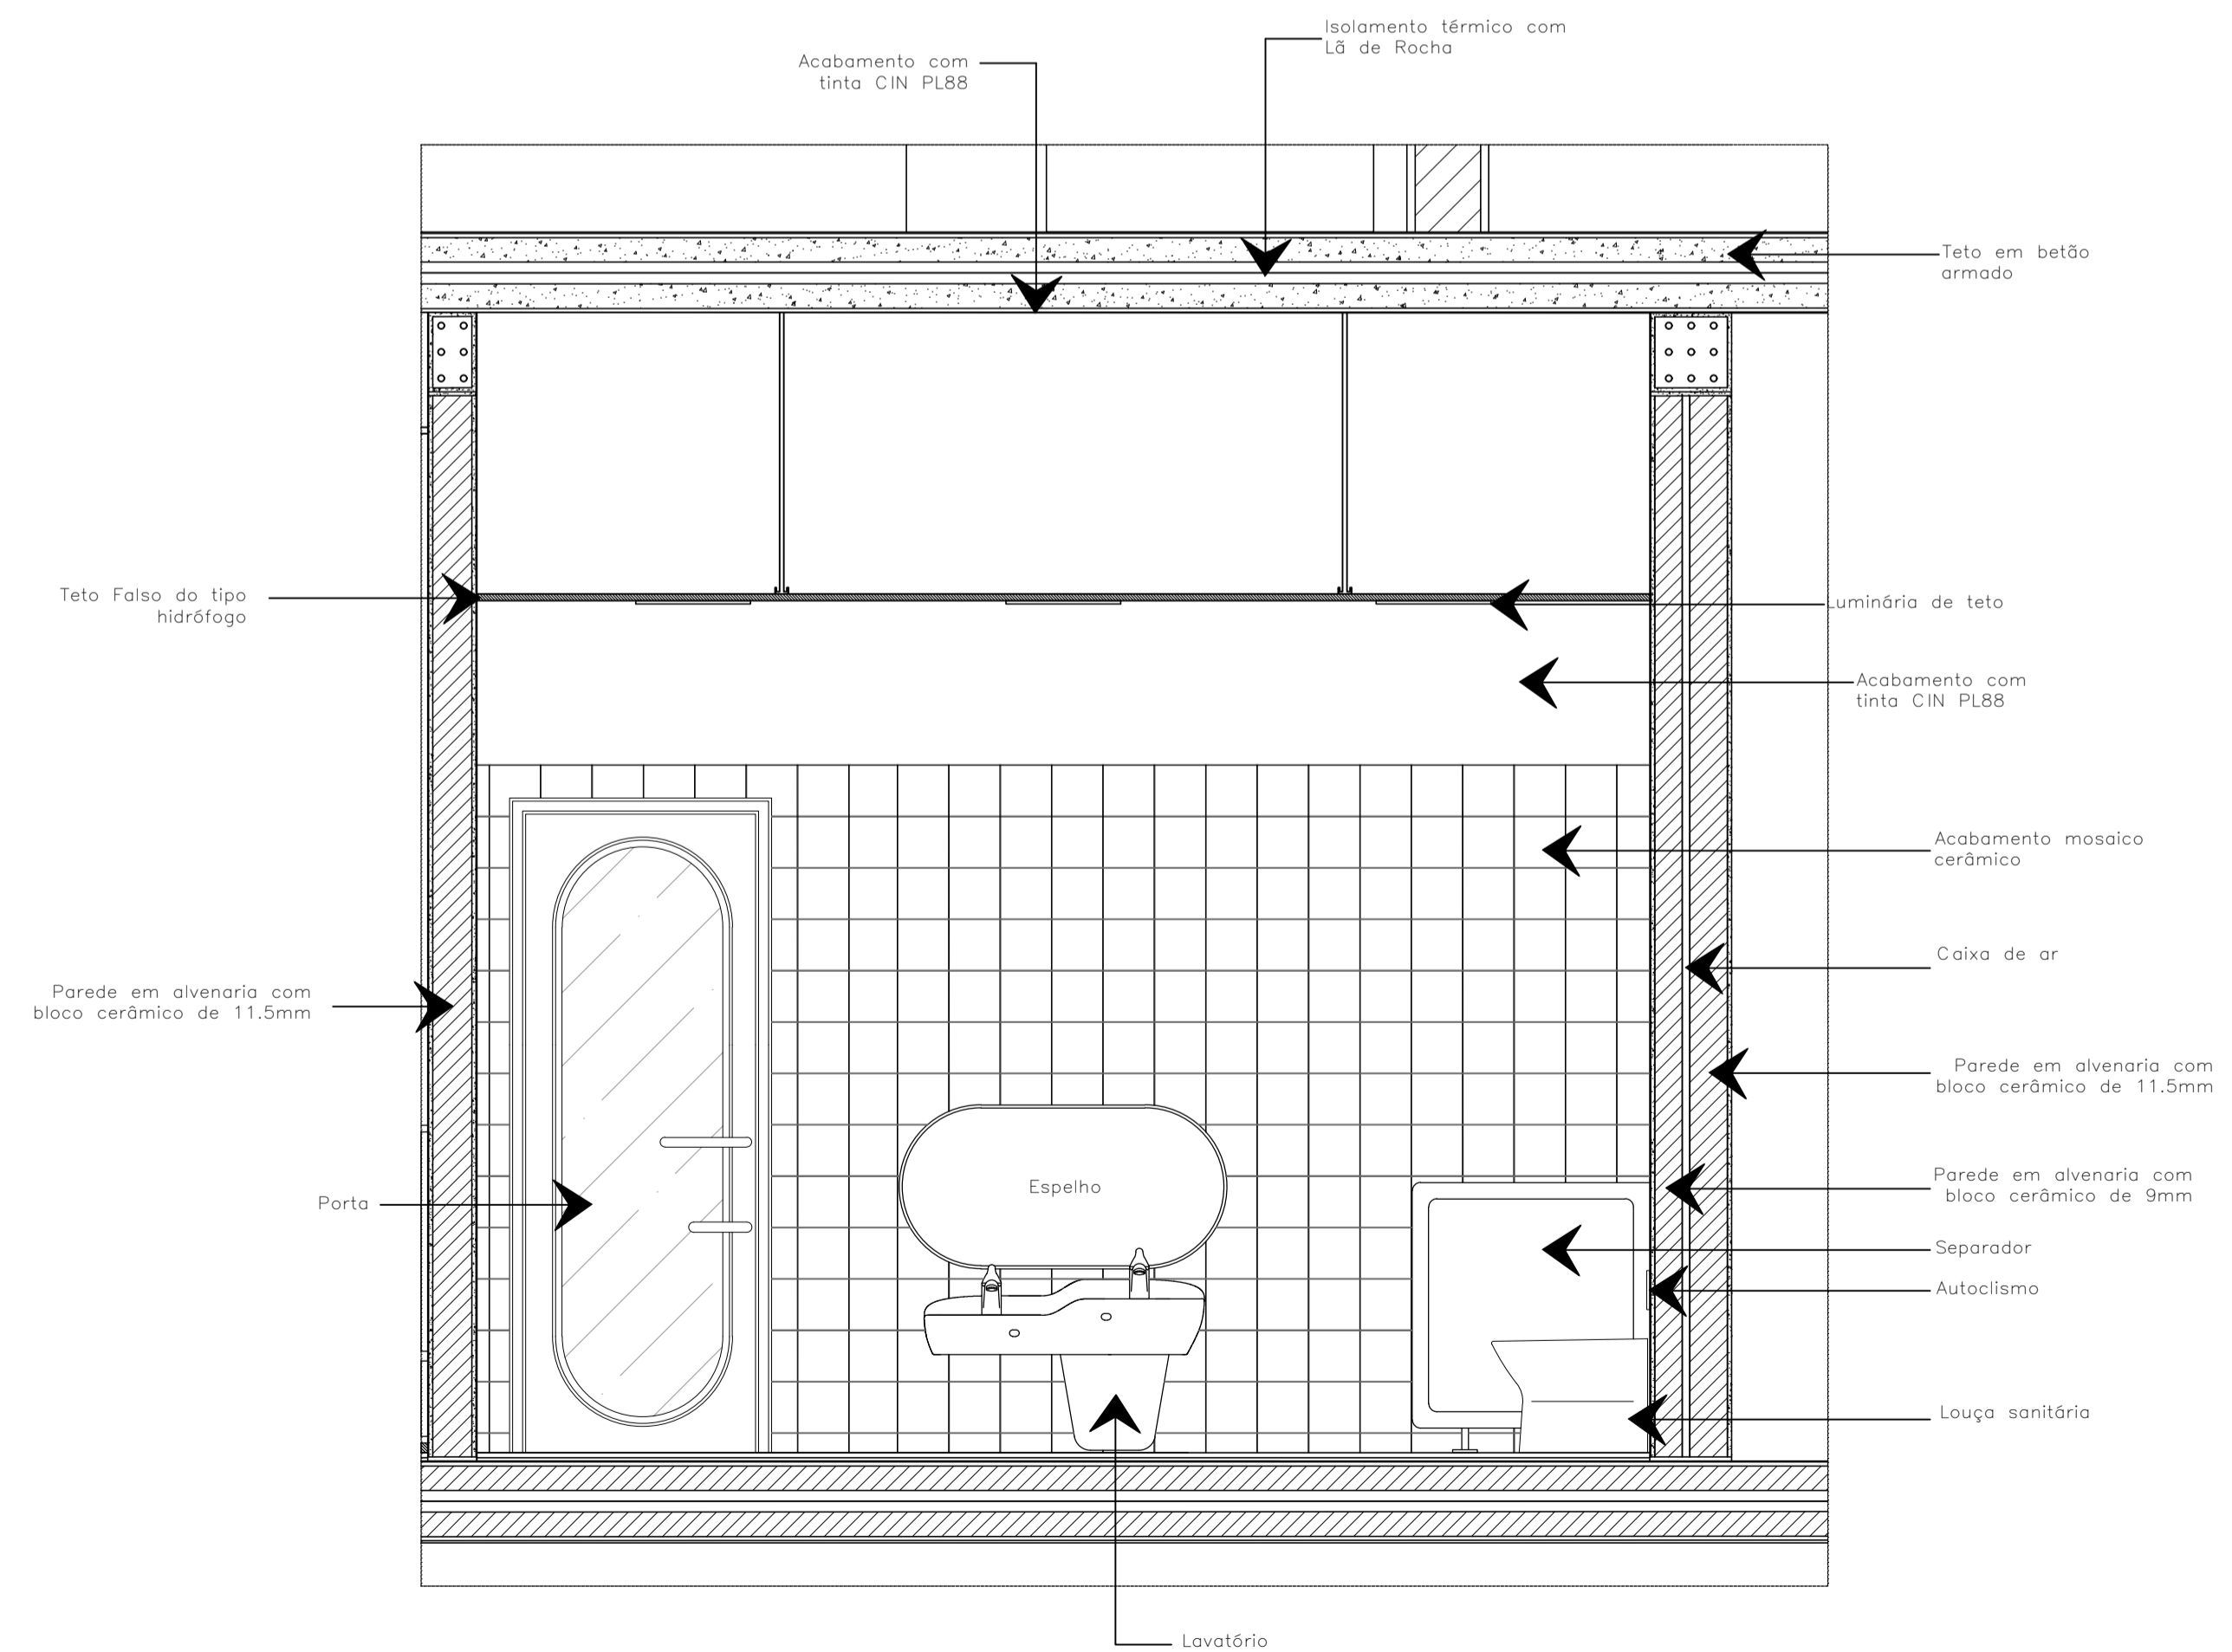 Isolamento térmico com
Lã de Rocha
Acabamento com
tinta CIN PL88
Teto em betão
armado
Teto Falso do tipo
hidrófogo
Luminária de teto
Acabamento com
tinta CIN PL88
Acabamento mosaico
cerâmico
Caixa de ar
Parede em alvenaria com
bloco cerâmico de 11.5mm
Parede em alvenaria com
bloco cerâmico de 11.5mm
Parede em alvenaria com
bloco cerâmico de 9mm
Espelho
Porta
Separador
Autoclismo
Louça sanitária
Lavatório